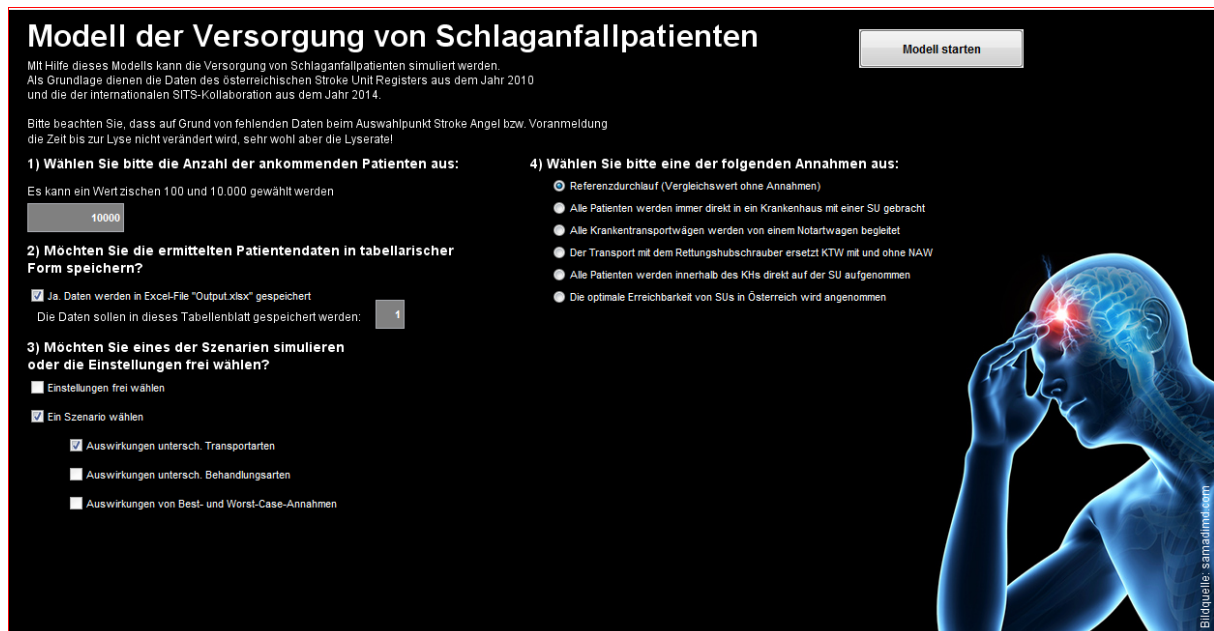 Modell der Versorgung von Schlaganfallpatienten
Modell starten
MIt Hilfe dieses Modells kann die Versorgung von Schlaganfallpatienten simuliert werden.
Als Grundlage dienen die Daten des österreichischen Stroke Unit Registers aus dem Jahr 2010
und die der internationalen SITS-Kollaboration aus dem Jahr 2014.
Bitte beachten Sie, dass auf Grund von fehlenden Daten beim Auswahlpunkt Stroke Angel bzw. Voranmeldung
die Zeit bis zur Lyse nicht verändert wird, sehr wohl aber die Lyserate!
1) Wählen Sie bitte die Anzahl der ankommenden Patienten aus:
Es kann ein Wert zischen 100 und 10.000 gewählt werden
10000
2) Möchten Sie die ermittelten Patientendaten in tabellarischer
Form speichern?
Ja. Daten werden in Excel-File "Output.xlsx" gespeichert
Die Daten sollen in dieses Tabellenblatt gespeichert werden:
1
3) Möchten Sie eines der Szenarien simulieren
oder die Einstellungen frei wählen?
Einstellungen frei wählen
Ein Szenario wählen
Auswirkungen untersch. Transportarten
Auswirkungen untersch. Behandlungsarten
Auswirkungen von Best- und Worst-Case-Annahmen
4) Wählen Sie bitte eine der folgenden Annahmen aus:
Referenzdurchlauf (Vergleichswert ohne Annahmen)
Alle Patienten werden immer direkt in ein Krankenhaus mit einer SU gebracht
Alle Krankentransportwägen werden von einem Notartwagen begleitet
Der Transport mit dem Rettungshubschrauber ersetzt KTW mit und ohne NAW
Alle Patienten werden innerhalb des KHs direkt auf der SU aufgenommen
Die optimale Erreichbarkeit von SUs in Österreich wird angenommen
Bildquelle: samadimd.com